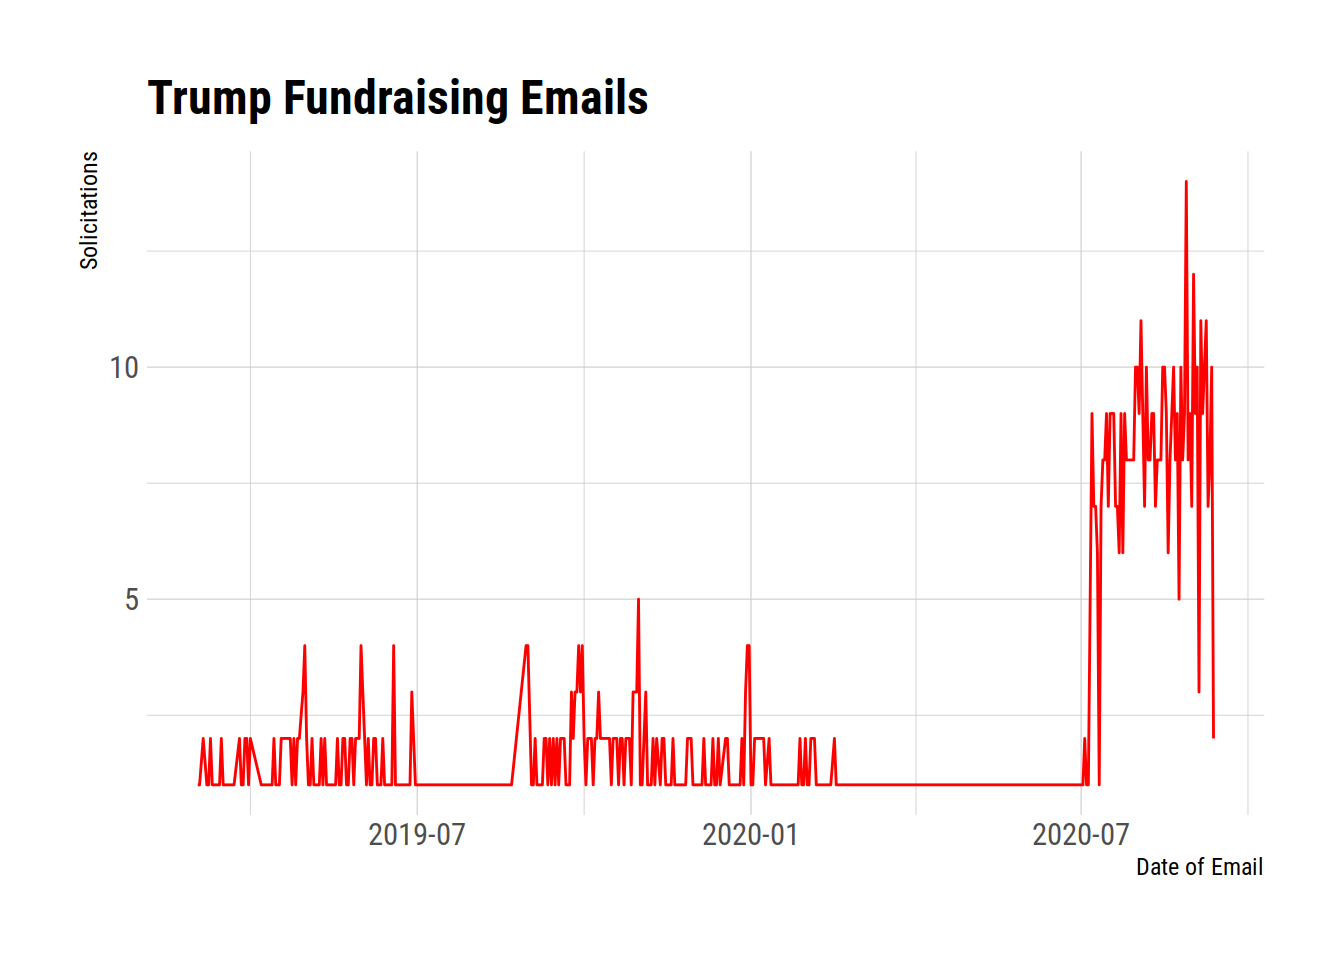 Trump Fundraising Emails
Solicitations
10
5
2019-07
2020-01
2020-07
Date of Email